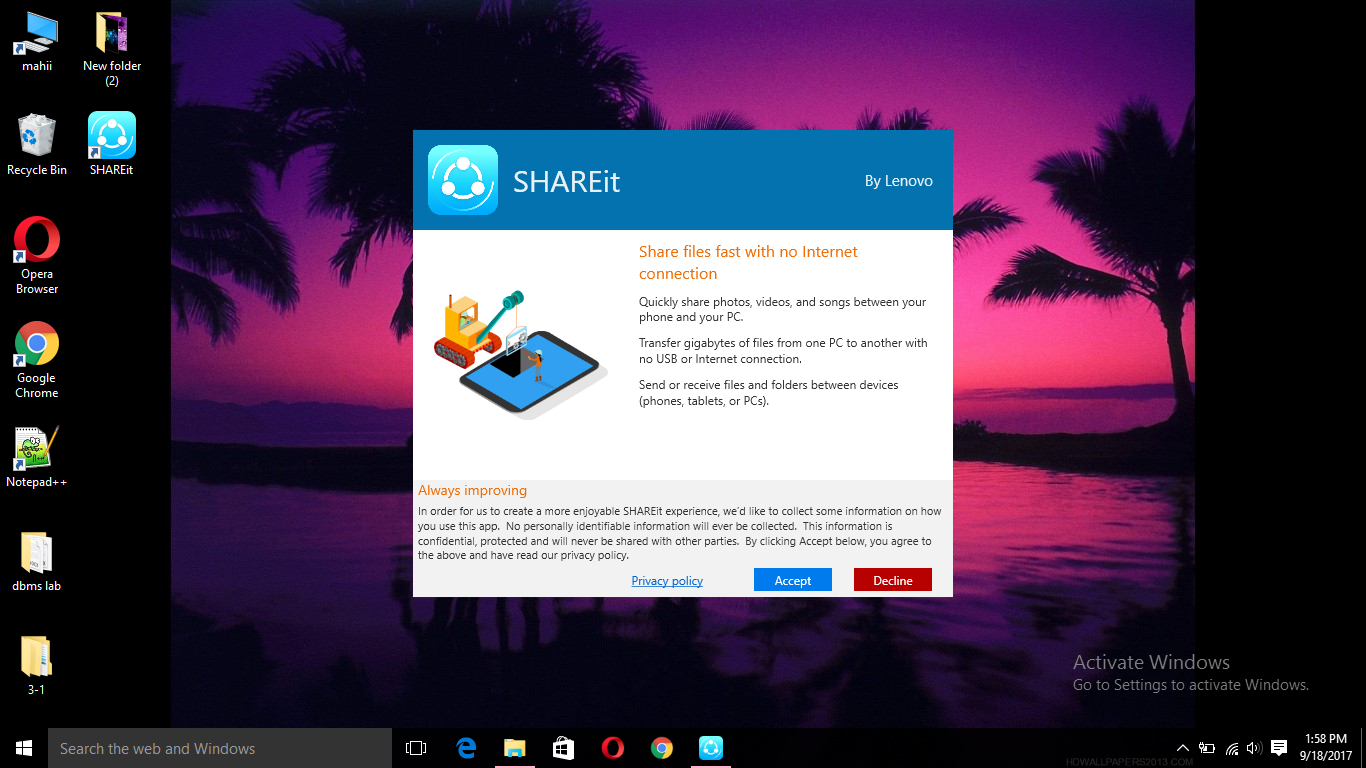 mahii
New folder
(2)
Recycle Bin
SHAREit
Opera
Browser
Google
Chrome
Notepad++
dbms lab
3-1
SHAREit
By Lenovo
Share files fast with no Internet
connection
Quickly share photos, videos, and songs between your
phone and your PC.
Transfer gigabytes of files from one PC to another with
no USB or Internet connection.
Send or receive files and folders between devices
(phones, tablets, or PCs).
Always improving
In order for us to create a more enjoyable SHAREit experience, we'd like to collect some information on how
you use this app.  No personally identifiable information will ever be collected.  This information is
confidential, protected and will never be shared with other parties.  By clicking Accept below, you agree to
the above and have read our privacy policy.
Privacy policy
Accept
Decline
Activate Windows
Go to Settings to activate Windows.
Search the web and Windows
HDWALLPAPERS2013.COM
1:58 PM
9/18/2017